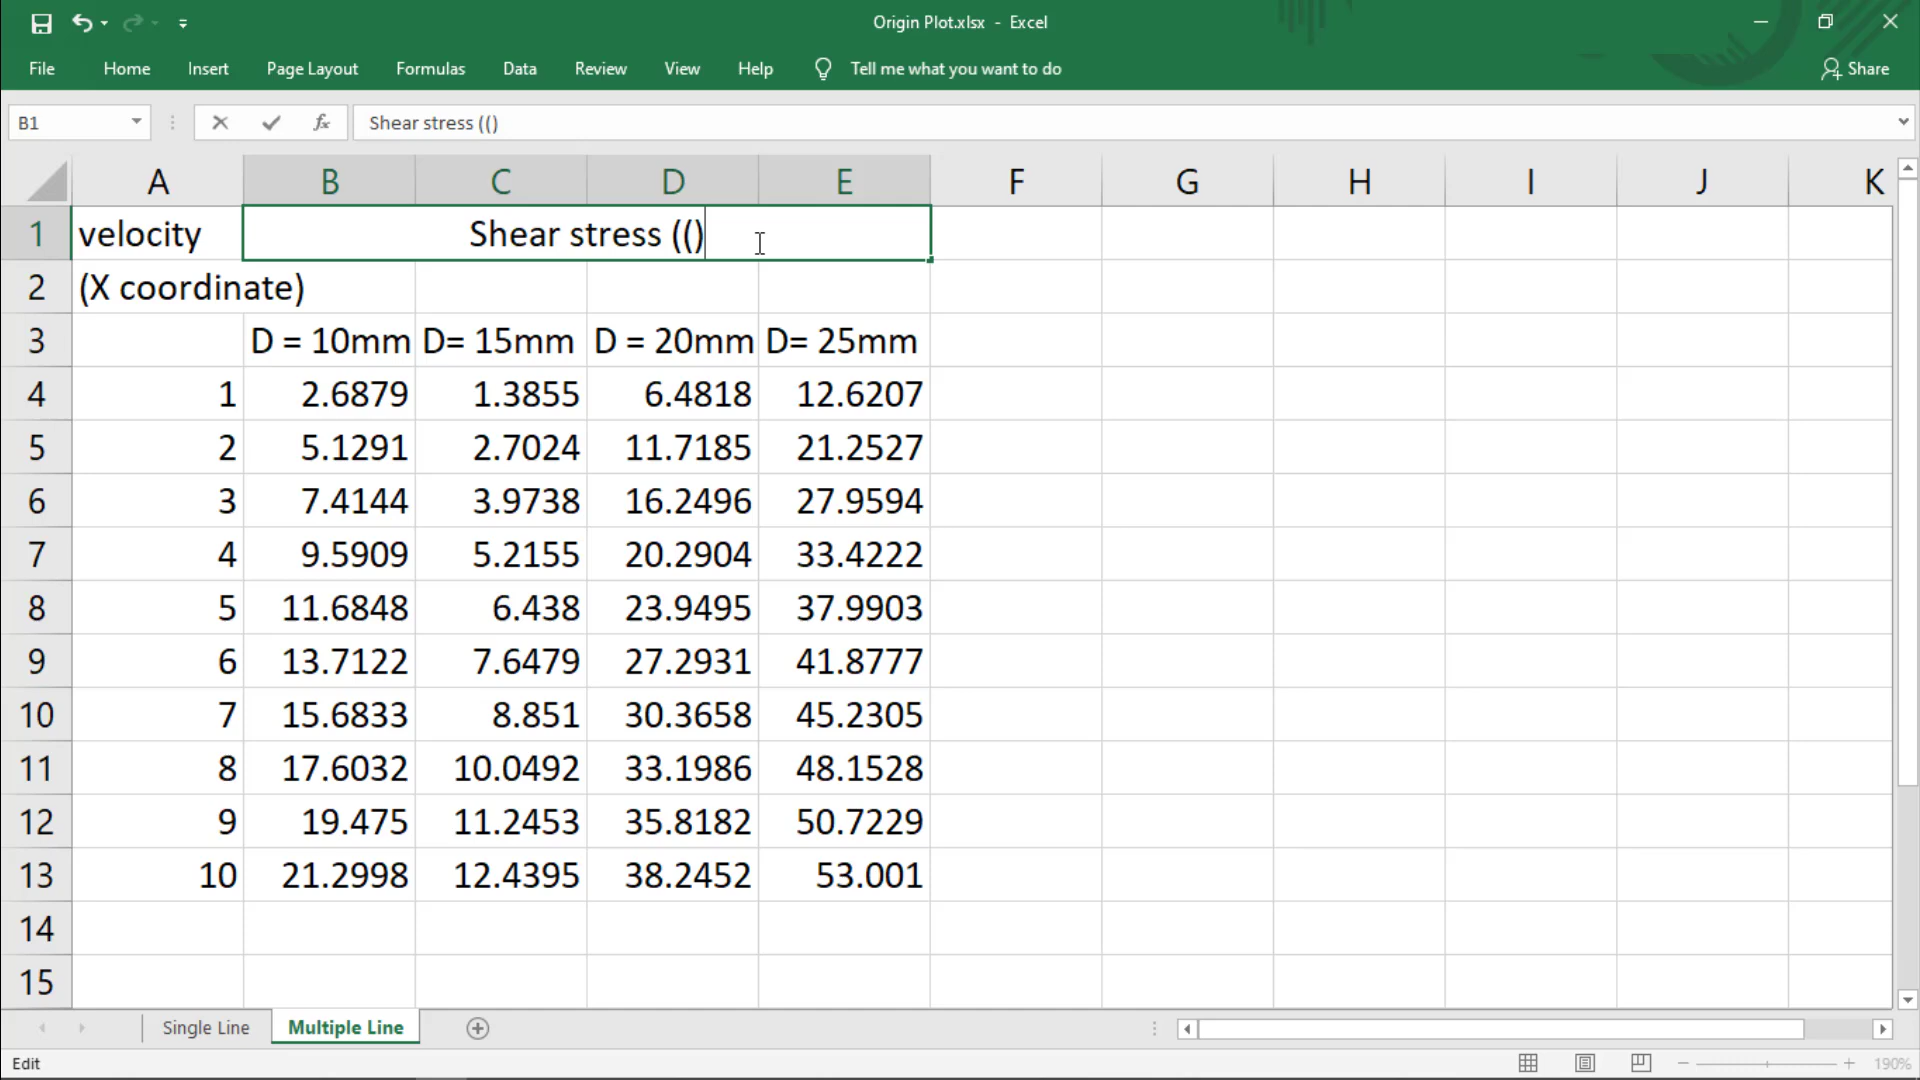 Origin Plot.xlsx - Excel
File Home Insert Page Layout Formulas Data Review View Help Tell me what you want to do Share
B1 fx Shear stress (()
A B C D E F G H I J K
1 velocity Shear stress (()
2 (X coordinate)
3 D = 10mm D= 15mm D = 20mm D= 25mm
4 1 2.6879 1.3855 6.4818 12.6207
5 2 5.1291 2.7024 11.7185 21.2527
6 3 7.4144 3.9738 16.2496 27.9594
7 4 9.5909 5.2155 20.2904 33.4222
8 5 11.6848 6.438 23.9495 37.9903
9 6 13.7122 7.6479 27.2931 41.8777
10 7 15.6833 8.851 30.3658 45.2305
11 8 17.6032 10.0492 33.1986 48.1528
12 9 19.475 11.2453 35.8182 50.7229
13 10 21.2998 12.4395 38.2452 53.001
14
15
Single Line Multiple Line
Edit 190%